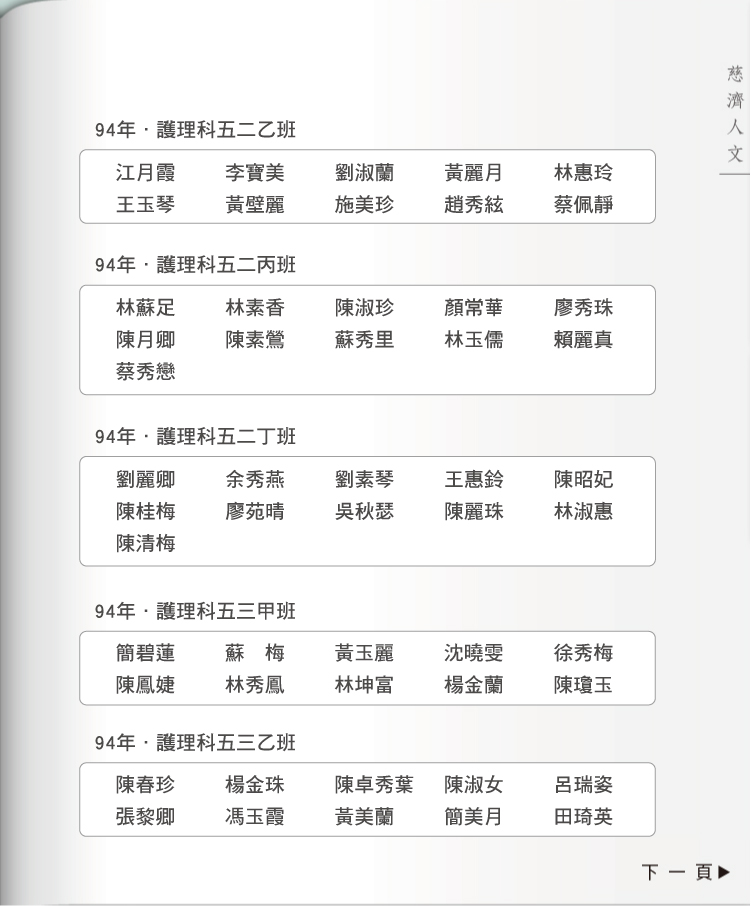 慈濟人文
94年．護理科五二乙班
江月霞 李寶美 劉淑蘭 黃麗月 林惠玲
王玉琴 黃壁麗 施美珍 趙秀絃 蔡佩靜
94年．護理科五二丙班
林蘇足 林素香 陳淑珍 顏常華 廖秀珠
陳月卿 陳素鶯 蘇秀里 林玉儒 賴麗真
蔡秀戀
94年．護理科五二丁班
劉麗卿 余秀燕 劉素琴 王惠鈴 陳昭妃
陳桂梅 廖苑晴 吳秋瑟 陳麗珠 林淑惠
陳清梅
94年．護理科五三甲班
簡碧蓮 蘇　梅 黃玉麗 沈曉雯 徐秀梅
陳鳳婕 林秀鳳 林坤富 楊金蘭 陳瓊玉
94年．護理科五三乙班
陳春珍 楊金珠 陳卓秀葉 陳淑女 呂瑞姿
張黎卿 馮玉霞 黃美蘭 簡美月 田琦英
下一頁▶